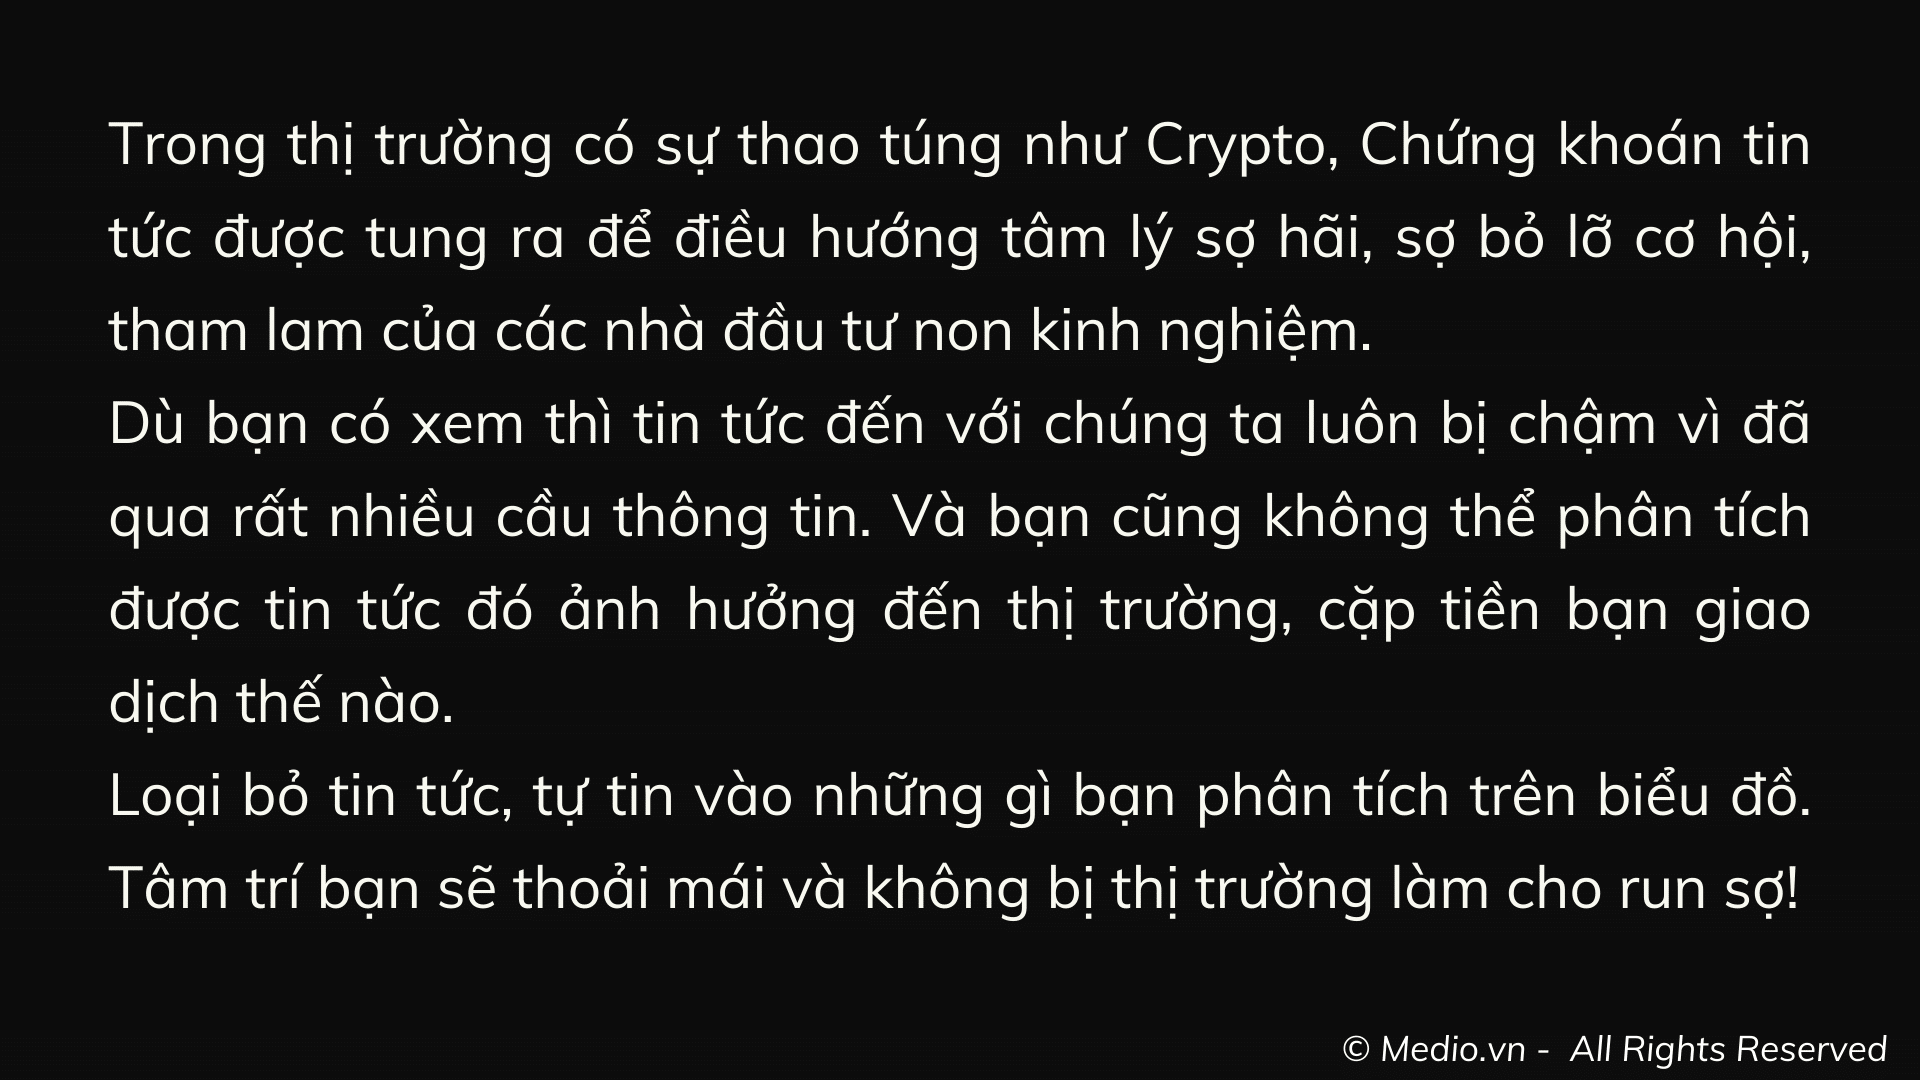 Trong thị trường có sự thao túng như Crypto, Chứng khoán tin
tức được tung ra để điều hướng tâm lý sợ hãi, sợ bỏ lỡ cơ hội,
tham lam của các nhà đầu tư non kinh nghiệm.
Dù bạn có xem thì tin tức đến với chúng ta luôn bị chậm vì đã
qua rất nhiều cầu thông tin. Và bạn cũng không thể phân tích
được tin tức đó ảnh hưởng đến thị trường, cặp tiền bạn giao
dịch thế nào.
Loại bỏ tin tức, tự tin vào những gì bạn phân tích trên biểu đồ.
Tâm trí bạn sẽ thoải mái và không bị thị trường làm cho run sợ!
© Medio.vn - All Rights Reserved